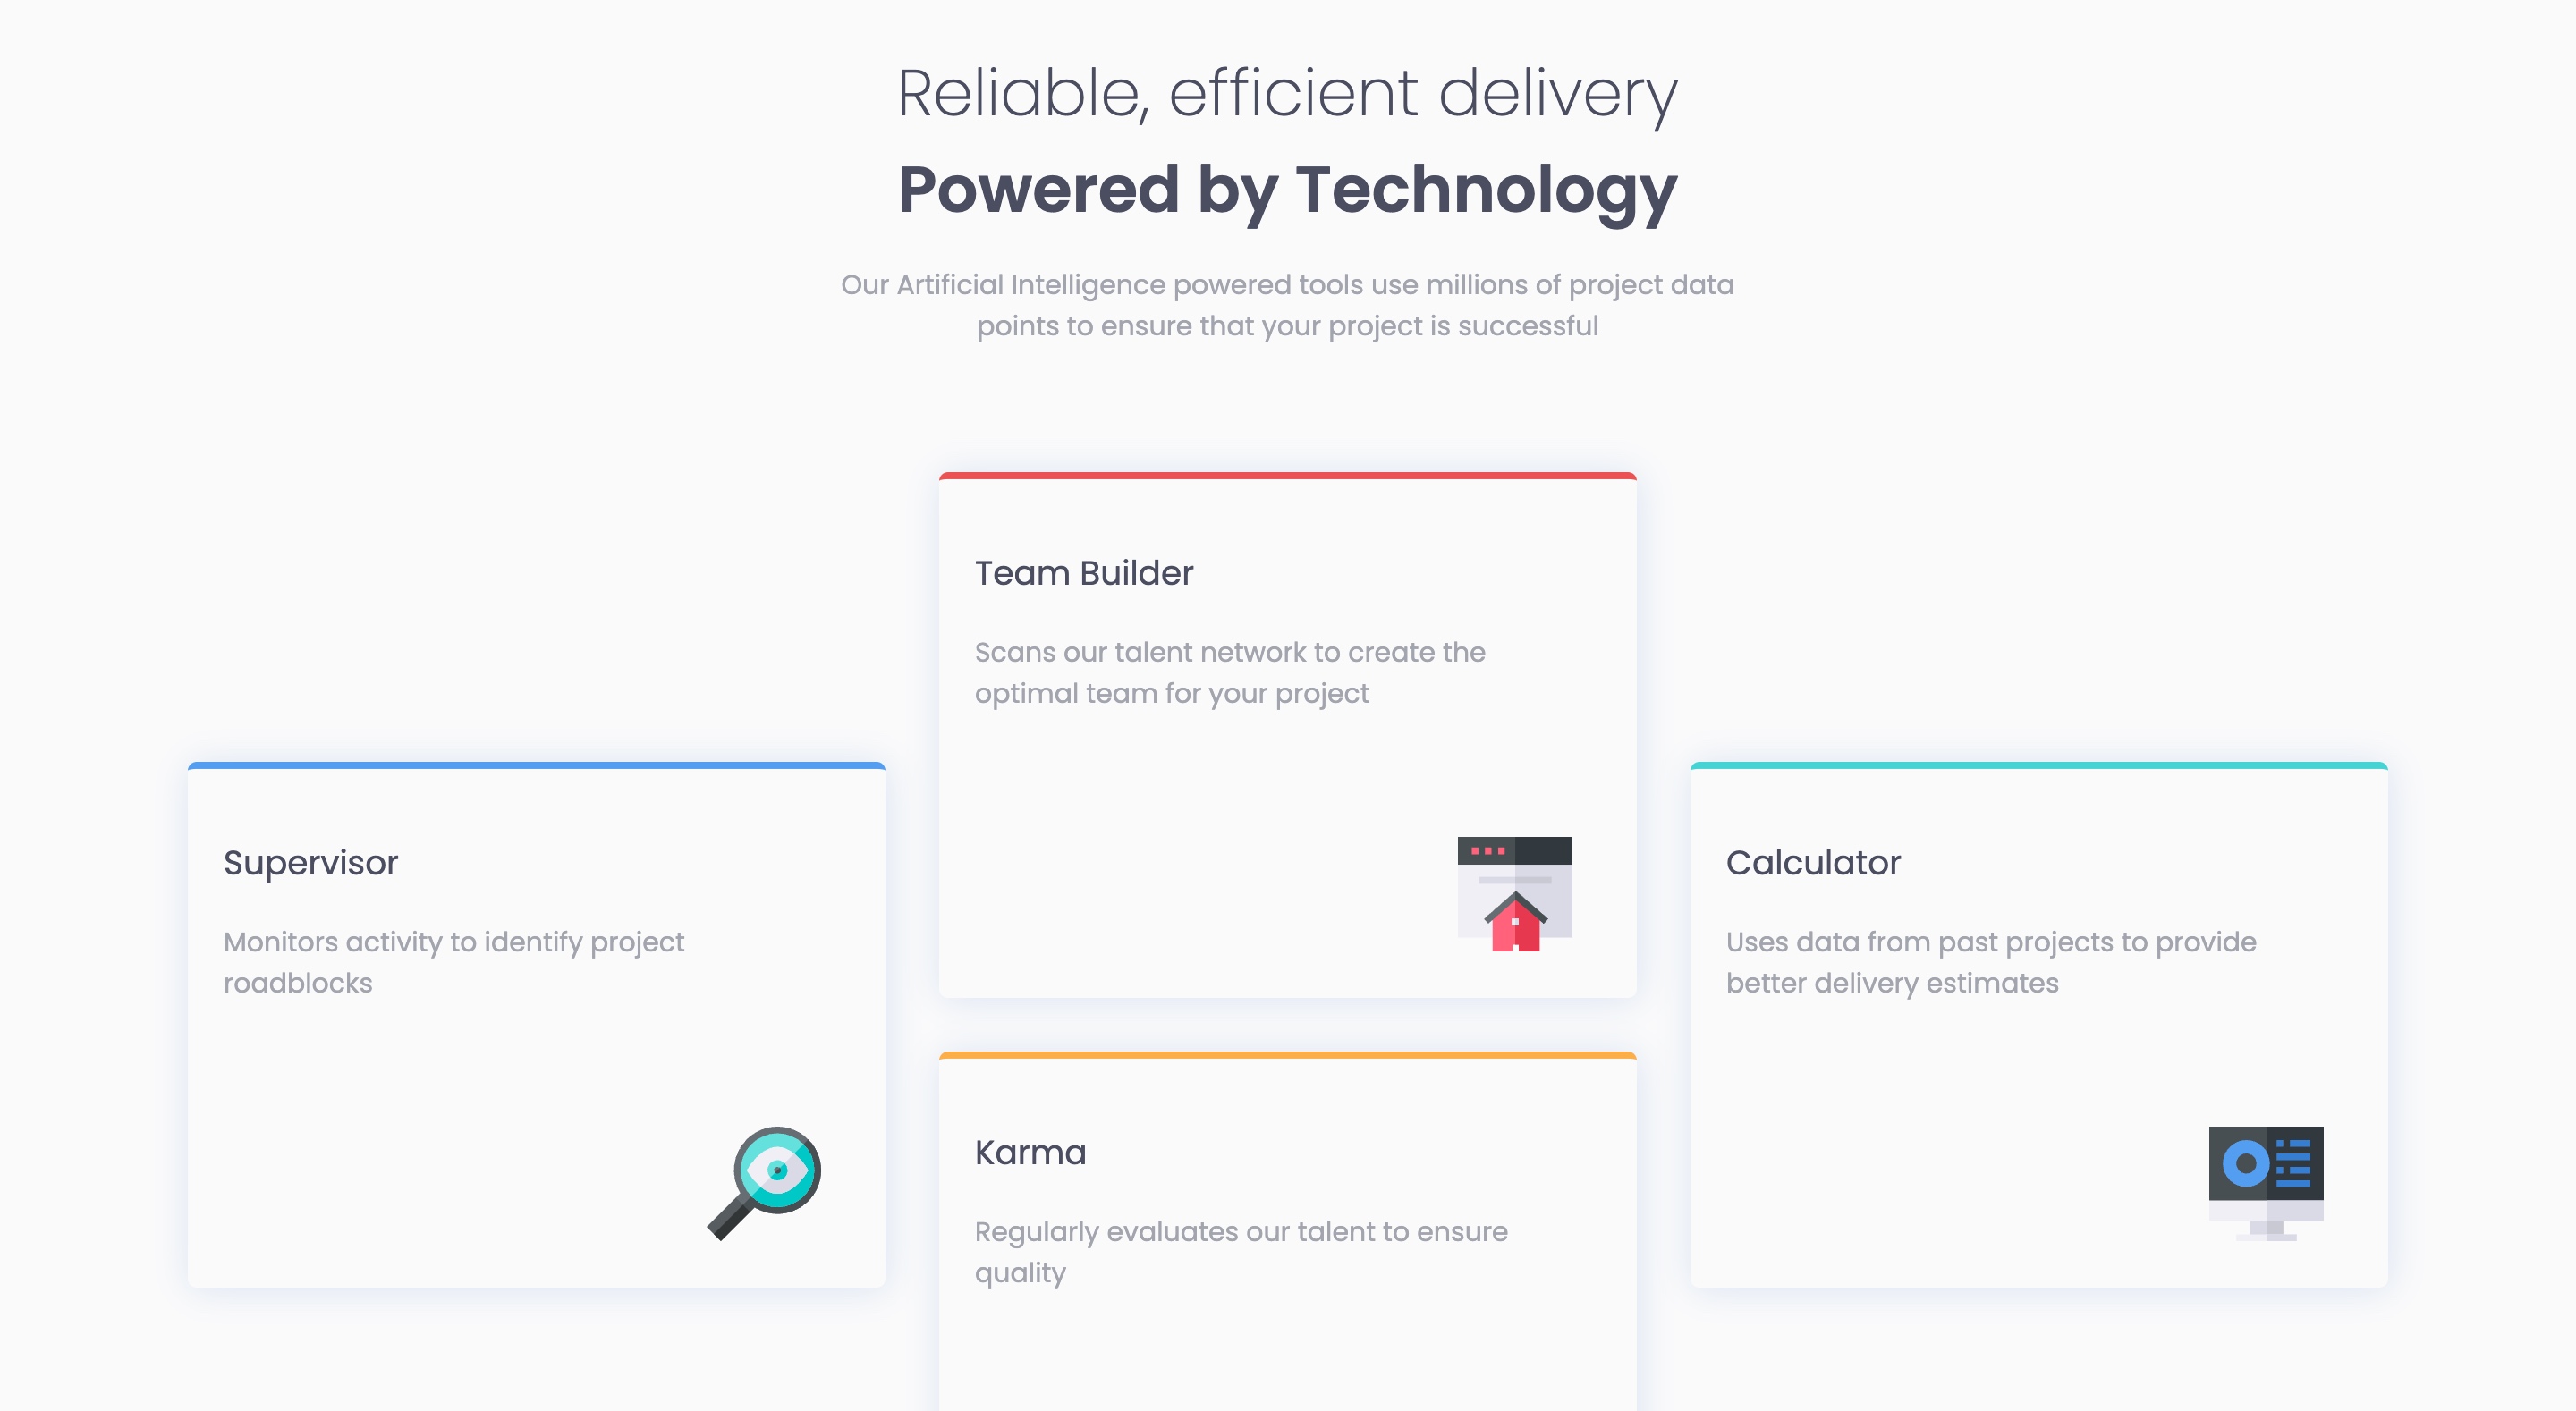 Reliable, efficient delivery
Powered by Technology
Our Artificial Intelligence powered tools use millions of project data
points to ensure that your project is successful
Supervisor
Monitors activity to identify project
roadblocks
Team Builder
Scans our talent network to create the
optimal team for your project
Karma
Regularly evaluates our talent to ensure
quality
Calculator
Uses data from past projects to provide
better delivery estimates